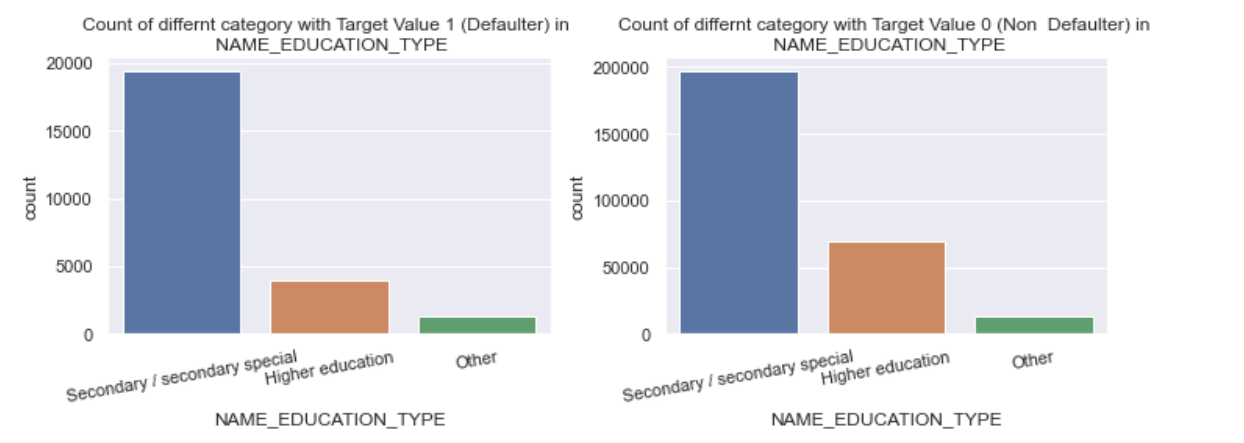 Count of differnt category with Target Value 1 (Defaulter) in
NAME_EDUCATION_TYPE
20000
15000
10000
5000
0
count
Secondary / secondary special
Higher education
Other
NAME_EDUCATION_TYPE
Count of differnt category with Target Value 0 (Non  Defaulter) in
NAME_EDUCATION_TYPE
200000
150000
100000
50000
0
count
Secondary / secondary special
Higher education
Other
NAME_EDUCATION_TYPE